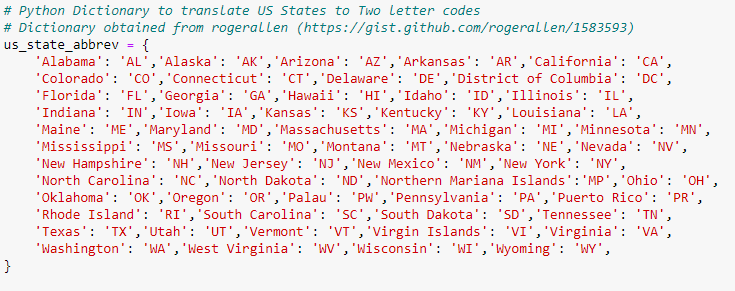 # Python Dictionary to translate US States to Two letter codes
# Dictionary obtained from rogerallen (https://gist.github.com/rogerallen/1583593)
us_state_abbrev = {
    'Alabama': 'AL','Alaska': 'AK','Arizona': 'AZ','Arkansas': 'AR','California': 'CA',
    'Colorado': 'CO','Connecticut': 'CT','Delaware': 'DE','District of Columbia': 'DC',
    'Florida': 'FL','Georgia': 'GA','Hawaii': 'HI','Idaho': 'ID','Illinois': 'IL',
    'Indiana': 'IN','Iowa': 'IA','Kansas': 'KS','Kentucky': 'KY','Louisiana': 'LA',
    'Maine': 'ME','Maryland': 'MD','Massachusetts': 'MA','Michigan': 'MI','Minnesota': 'MN',
    'Mississippi': 'MS','Missouri': 'MO','Montana': 'MT','Nebraska': 'NE','Nevada': 'NV',
    'New Hampshire': 'NH','New Jersey': 'NJ','New Mexico': 'NM','New York': 'NY',
    'North Carolina': 'NC','North Dakota': 'ND','Northern Mariana Islands':'MP','Ohio': 'OH',
    'Oklahoma': 'OK','Oregon': 'OR','Palau': 'PW','Pennsylvania': 'PA','Puerto Rico': 'PR',
    'Rhode Island': 'RI','South Carolina': 'SC','South Dakota': 'SD','Tennessee': 'TN',
    'Texas': 'TX','Utah': 'UT','Vermont': 'VT','Virgin Islands': 'VI','Virginia': 'VA',
    'Washington': 'WA','West Virginia': 'WV','Wisconsin': 'WI','Wyoming': 'WY',
}